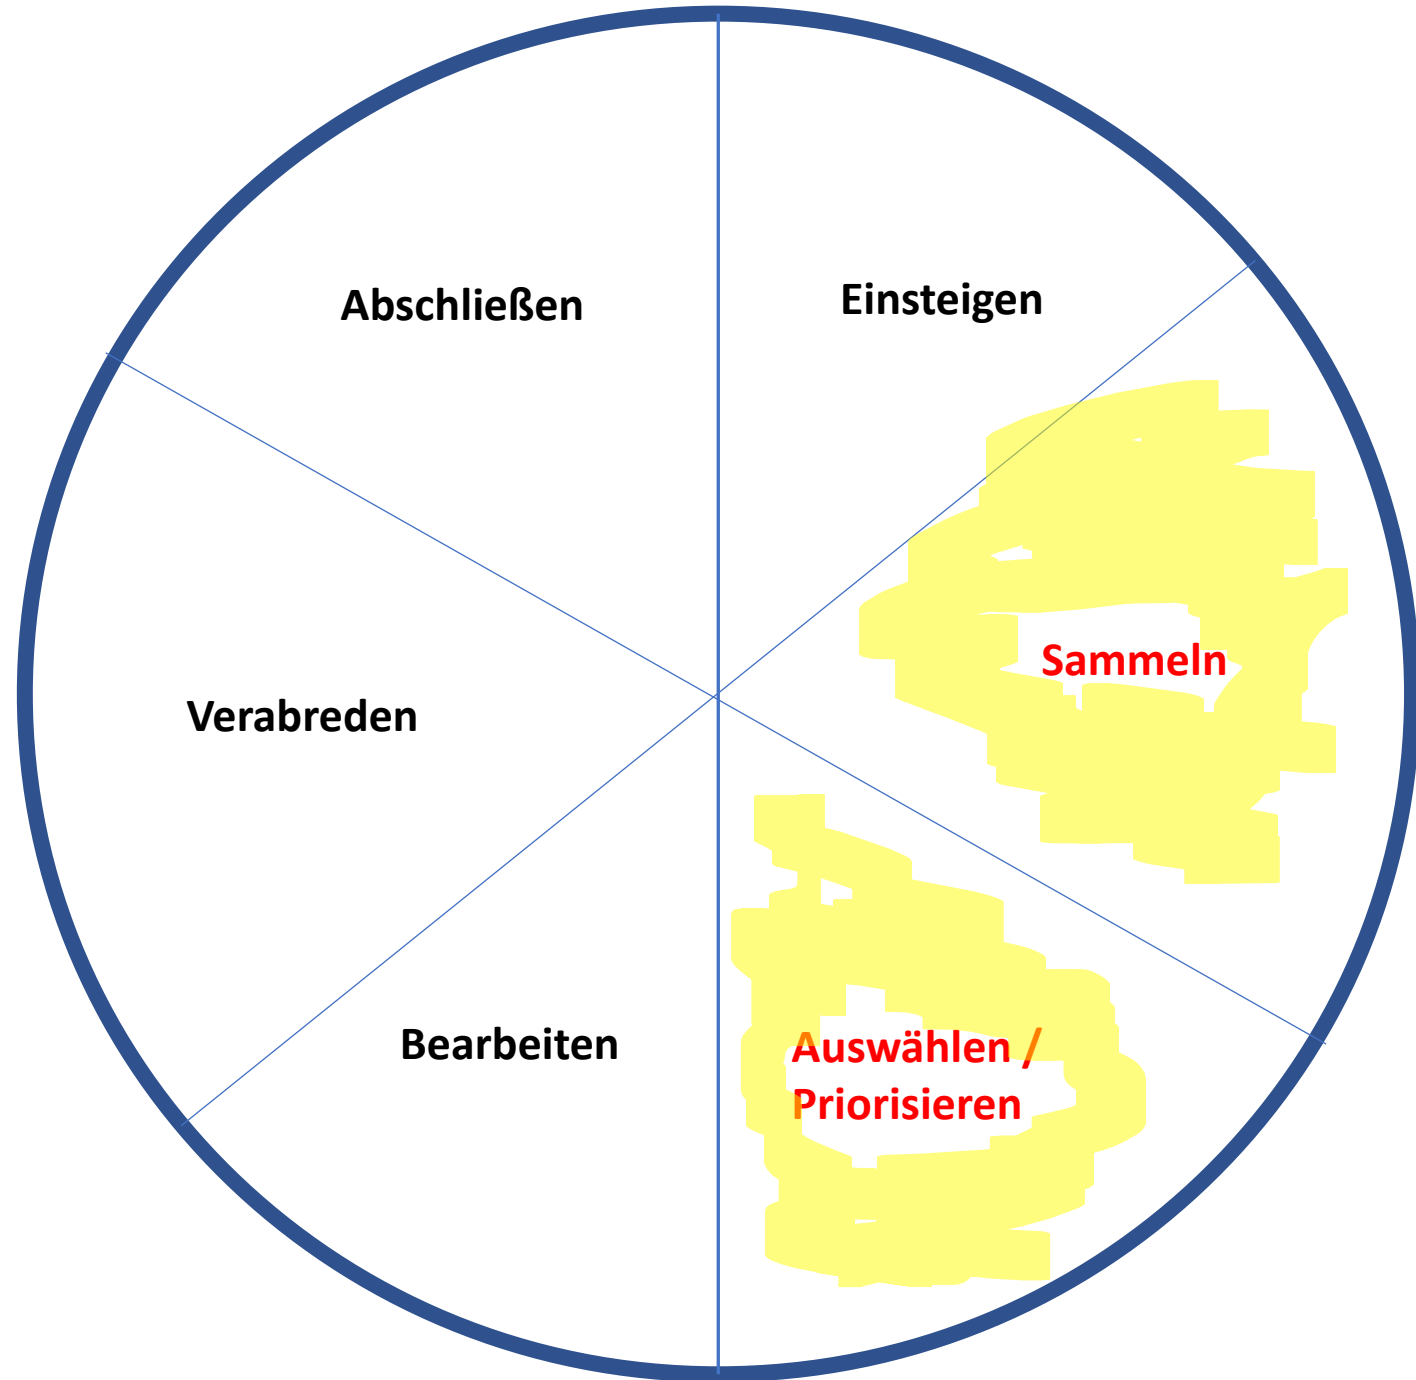 Abschließen
Einsteigen
Sammeln
Verabreden
Bearbeiten
Auswählen /
Priorisieren